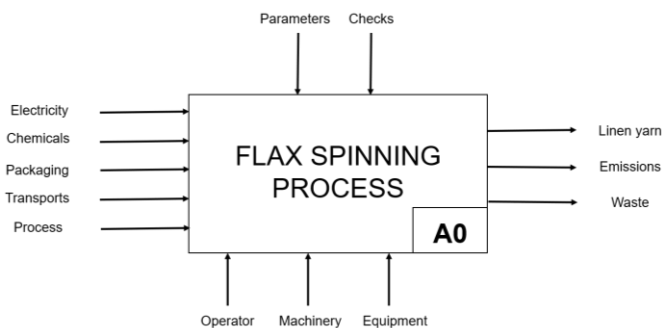 Parameters Checks
Electricity
Chemicals
Packaging
Transports
Process
FLAX SPINNING
PROCESS
A0
Linen yarn
Emissions
Waste
Operator Machinery Equipment